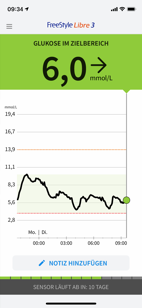 09:34
FreeStyle Libre 3
GLUKOSE IM ZIELBEREICH
6,0
mmol/L
mmol/L
19,4
16,7
13,9
11,1
8,3
5,6
2,8
Mo. | Di.
00:00 03:00 06:00 09:00
NOTIZ HINZUFÜGEN
SENSOR LÄUFT AB IN: 10 TAGE